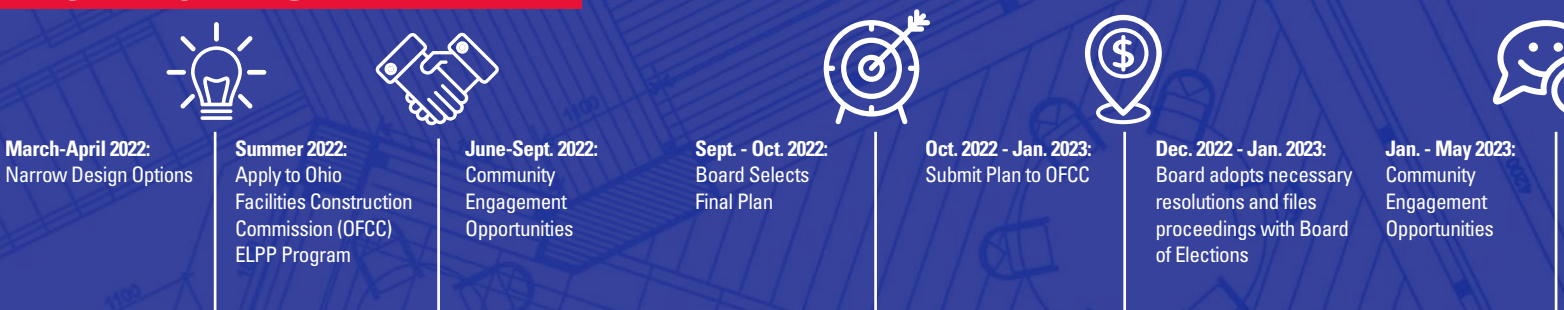 March-April 2022:
Narrow Design Options
Summer 2022:
Apply to Ohio
Facilities Construction
Commission (OFCC)
ELPP Program
June-Sept. 2022:
Community
Engagement
Opportunities
Sept. - Oct. 2022:
Board Selects
Final Plan
Oct. 2022 - Jan. 2023:
Submit Plan to OFCC
Dec. 2022 - Jan. 2023:
Board adopts necessary
resolutions and files
proceedings with Board
of Elections
Jan. - May 2023:
Community
Engagement
Opportunities
$
1100
1100